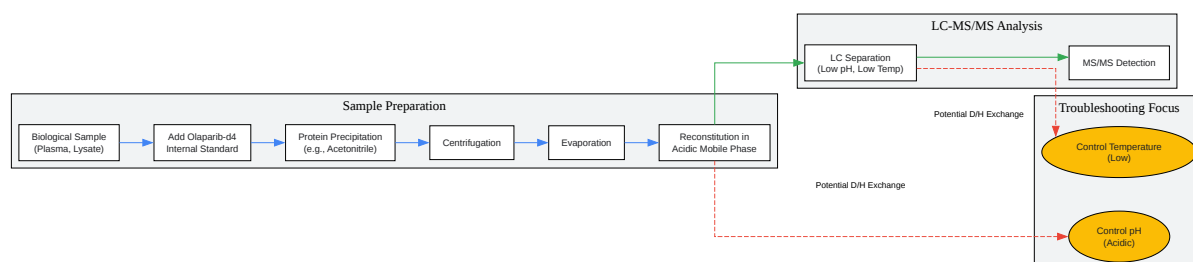 LC-MS/MS Analysis
LC Separation
(Low pH, Low Temp)
MS/MS Detection
Sample Preparation
Biological Sample
(Plasma, Lysate)
Add Olaparib-d4
Internal Standard
Protein Precipitation
(e.g., Acetonitrile)
Centrifugation
Evaporation
Reconstitution in
Acidic Mobile Phase
Troubleshooting Focus
Potential D/H Exchange
Control Temperature
(Low)
Potential D/H Exchange
Control pH
(Acidic)